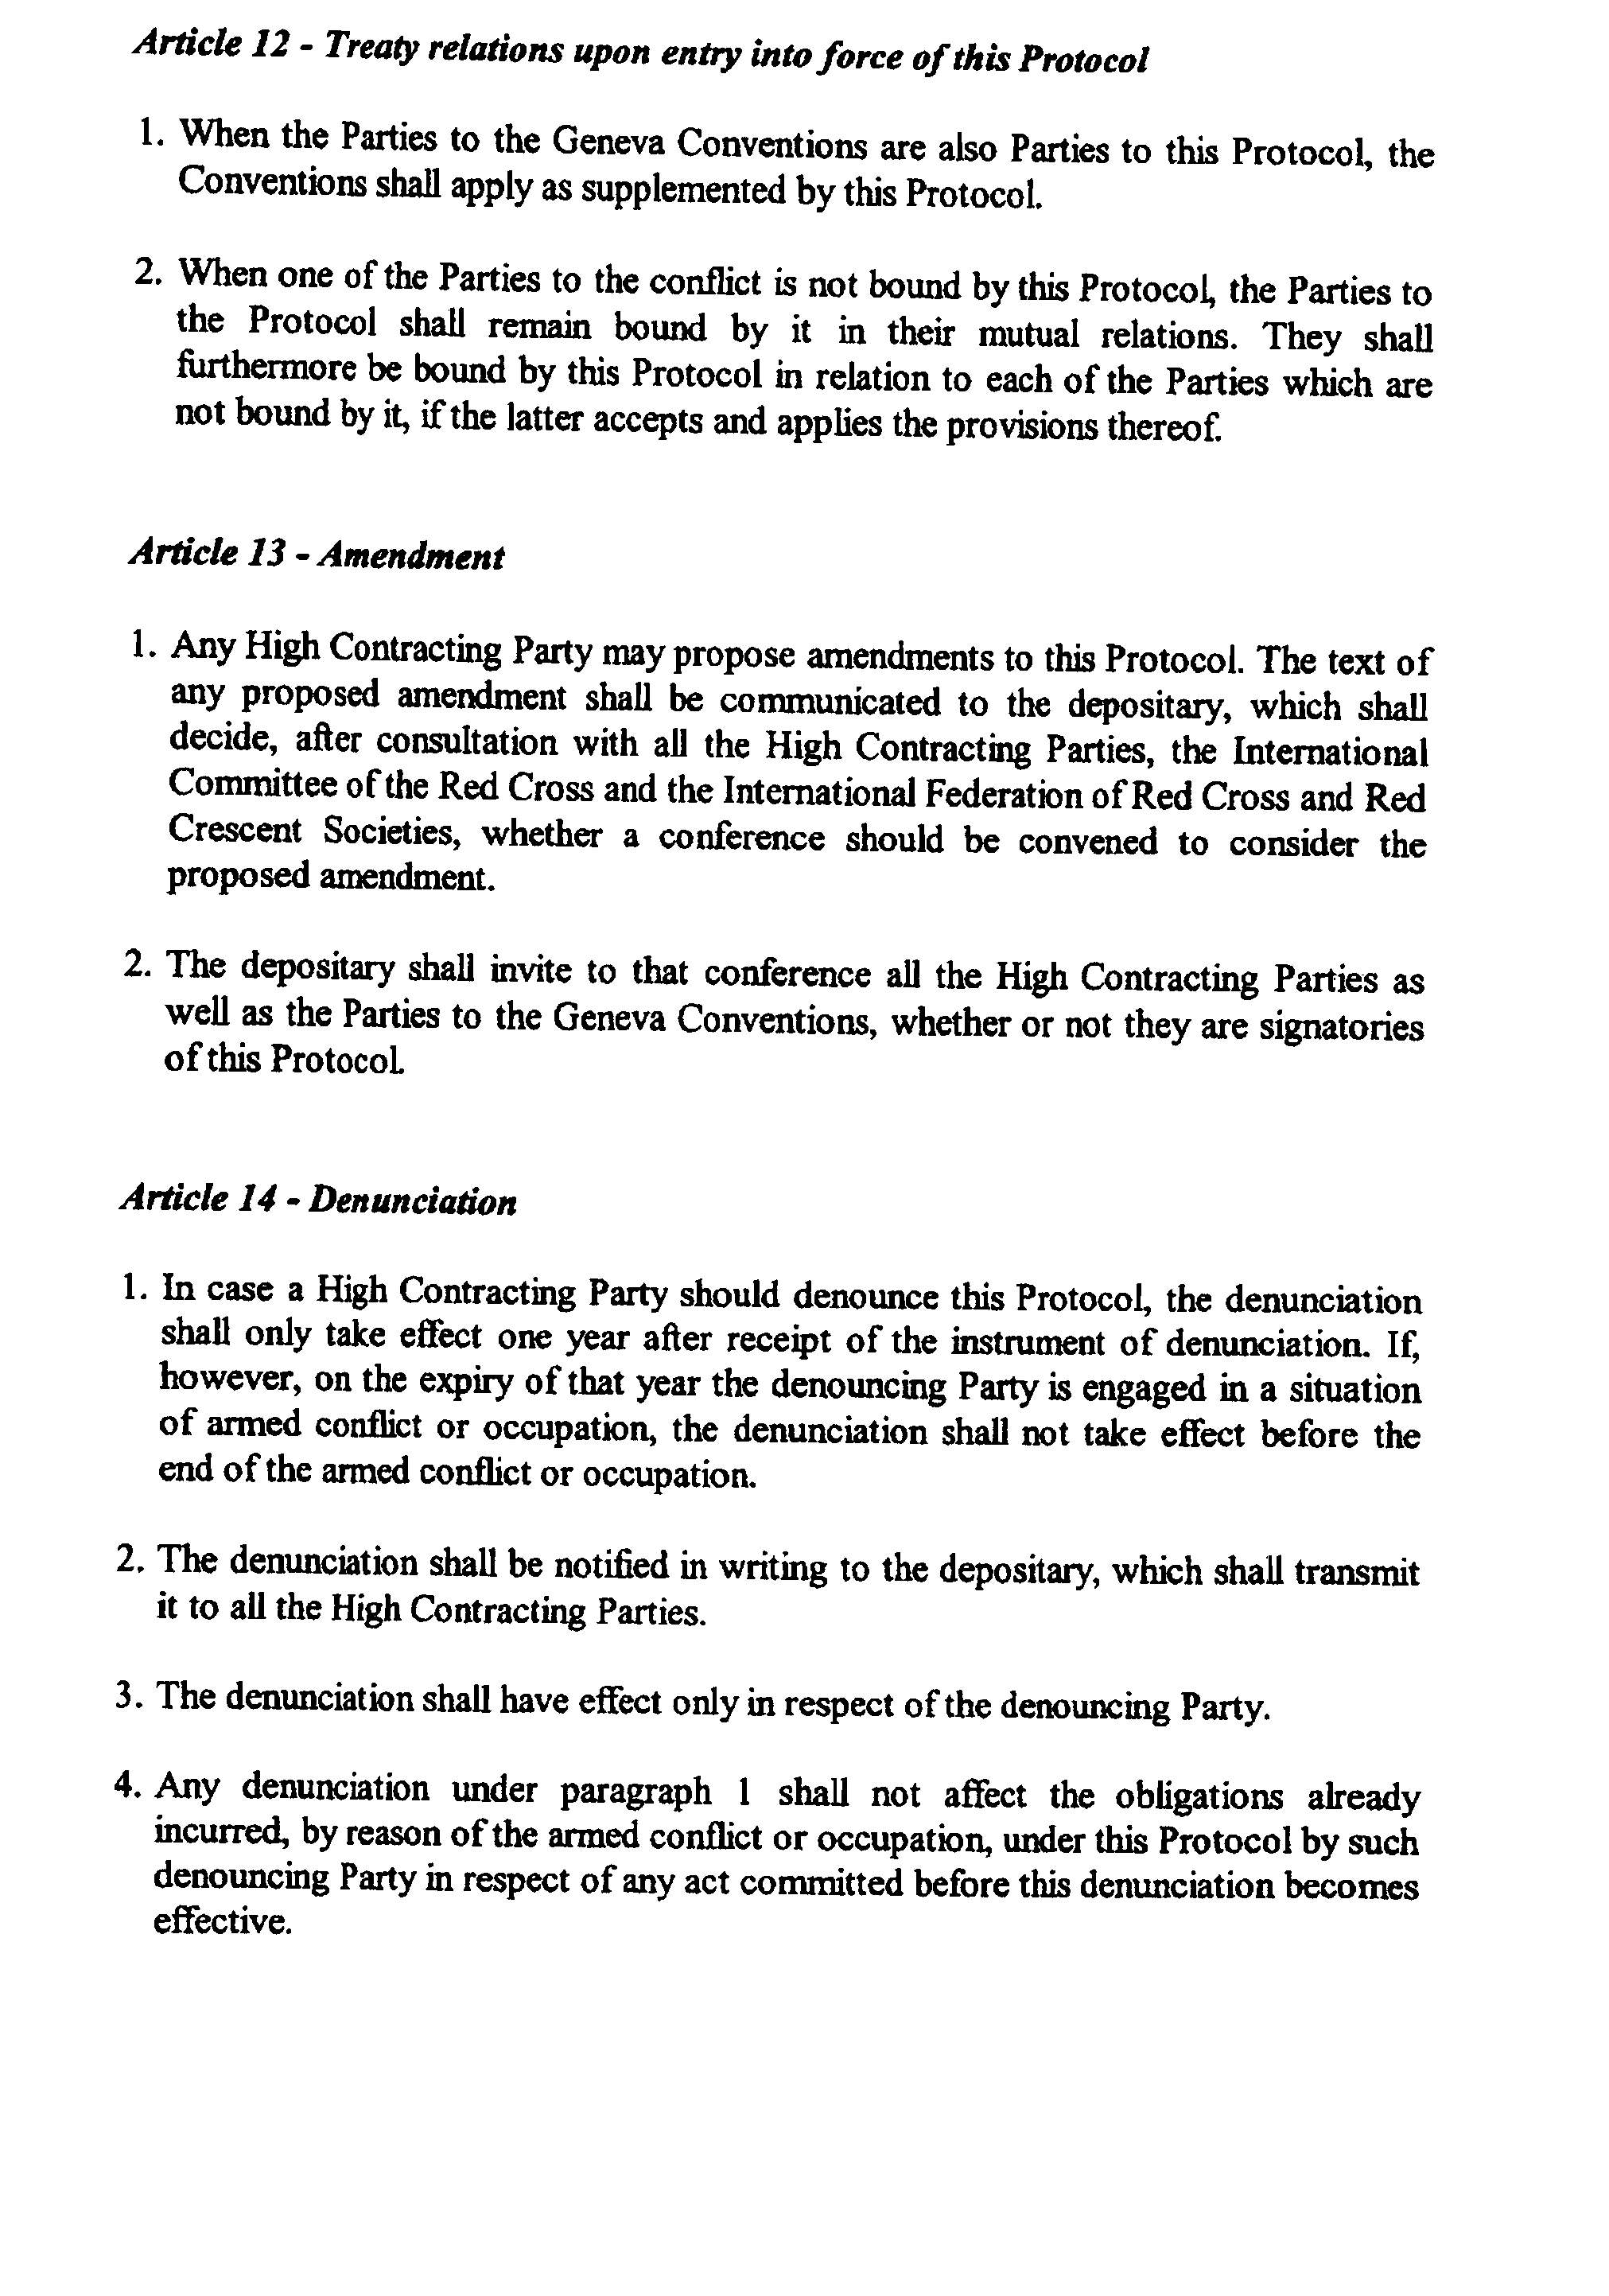 Article 12 - Treaty relations upon entry into force of this Protocol
1. When the Parties to the Geneva Conventions are also Parties to this Protocol, the
Conventions shall apply as supplemented by this Protocol.
2. When one of the Parties to the conflict is not bound by this Protocol, the Parties to
the Protocol shall remain bound by it in their mutual relations. They shall
furthermore be bound by this Protocol in relation to each of the Parties which are
not bound by it, if the latter accepts and applies the provisions thereof.
Article 13 - Amendment
1. Any High Contracting Party may propose amendments to this Protocol. The text of
any proposed amendment shall be communicated to the depositary, which shall
decide, after consultation with all the High Contracting Parties, the International
Committee of the Red Cross and the International Federation of Red Cross and Red
Crescent Societies, whether a conference should be convened to consider the
proposed amendment.
2. The depositary shall invite to that conference all the High Contracting Parties as
well as the Parties to the Geneva Conventions, whether or not they are signatories
of this Protocol.
Article 14 - Denunciation
1. In case a High Contracting Party should denounce this Protocol, the denunciation
shall only take effect one year after receipt of the instrument of denunciation. If,
however, on the expiry of that year the denouncing Party is engaged in a situation
of armed conflict or occupation, the denunciation shall not take effect before the
end of the armed conflict or occupation.
2. The denunciation shall be notified in writing to the depositary, which shall transmit
it to all the High Contracting Parties.
3. The denunciation shall have effect only in respect of the denouncing Party.
4. Any denunciation under paragraph 1 shall not affect the obligations already
incurred, by reason of the armed conflict or occupation, under this Protocol by such
denouncing Party in respect of any act committed before this denunciation becomes
effective.